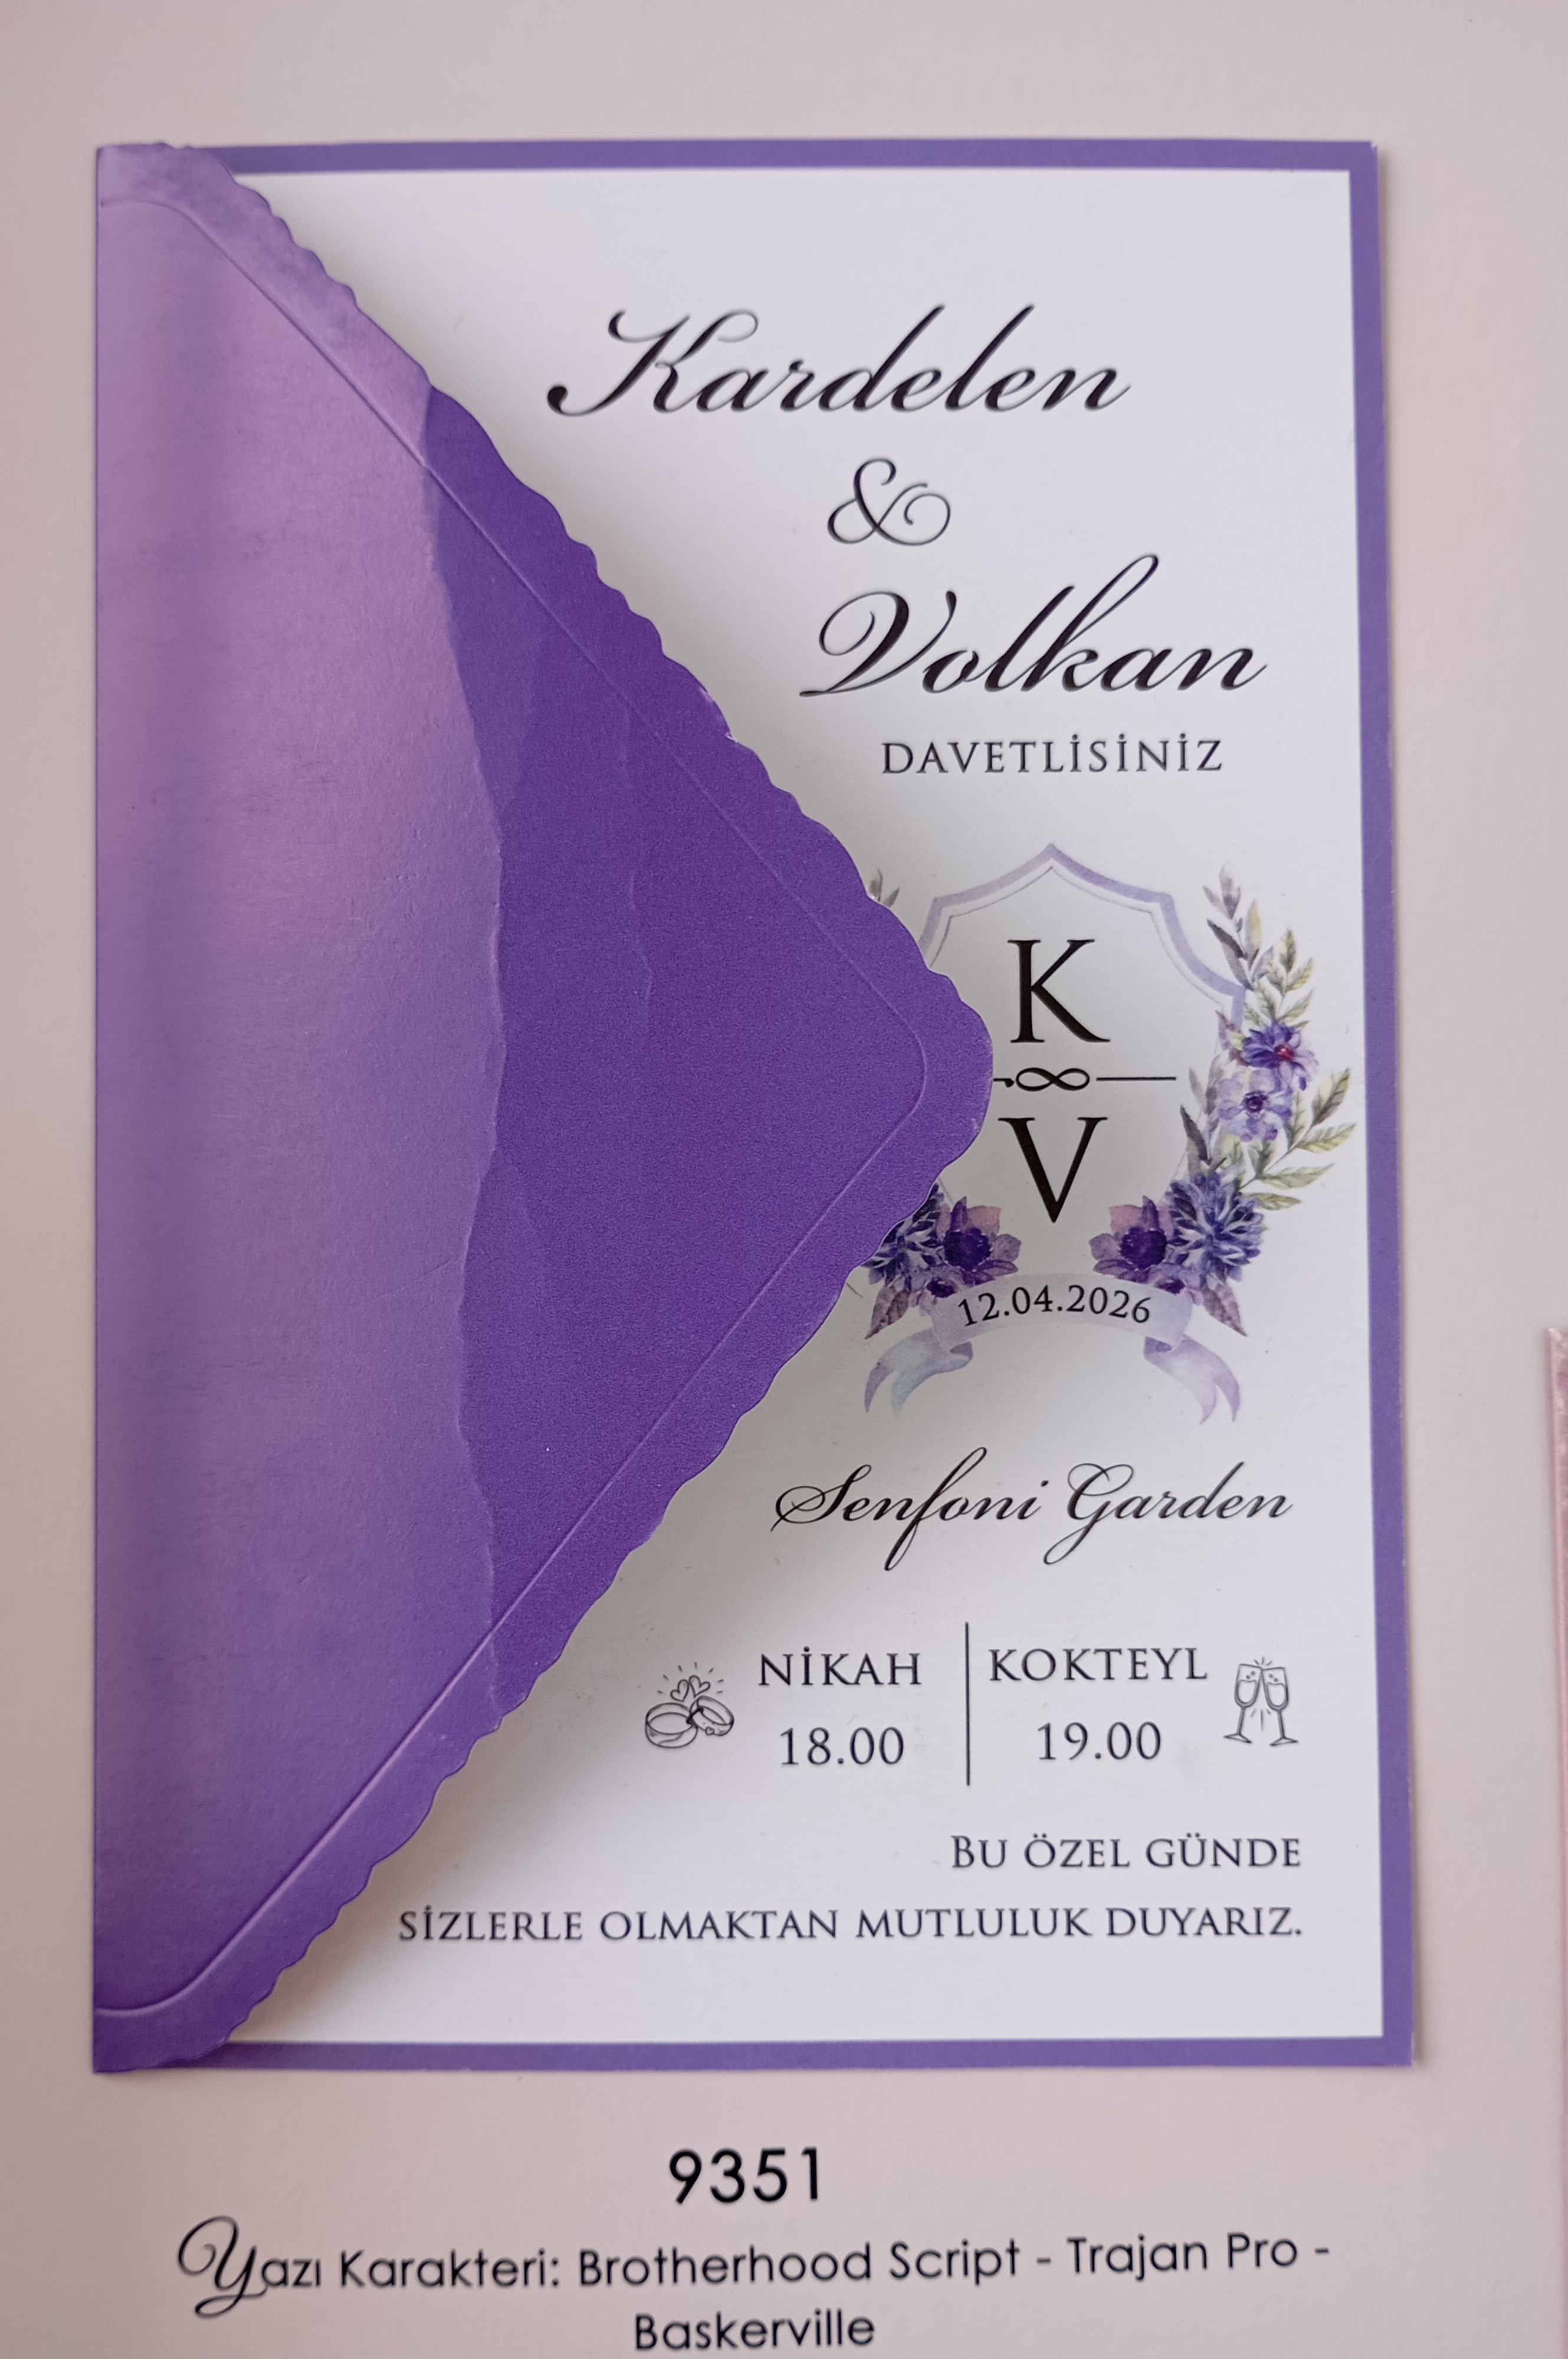 Kardelen
&
Volkan
DAVETLİSİNİZ
K
V
12.04.2026
Senfoni Garden
NİKAH
18.00
KOKTEYL
19.00
BU ÖZEL GÜNDE
SİZLERLE OLMAKTAN MUTLULUK DUYARIZ.
9351
Yazı Karakteri: Brotherhood Script - Trajan Pro -
Baskerville